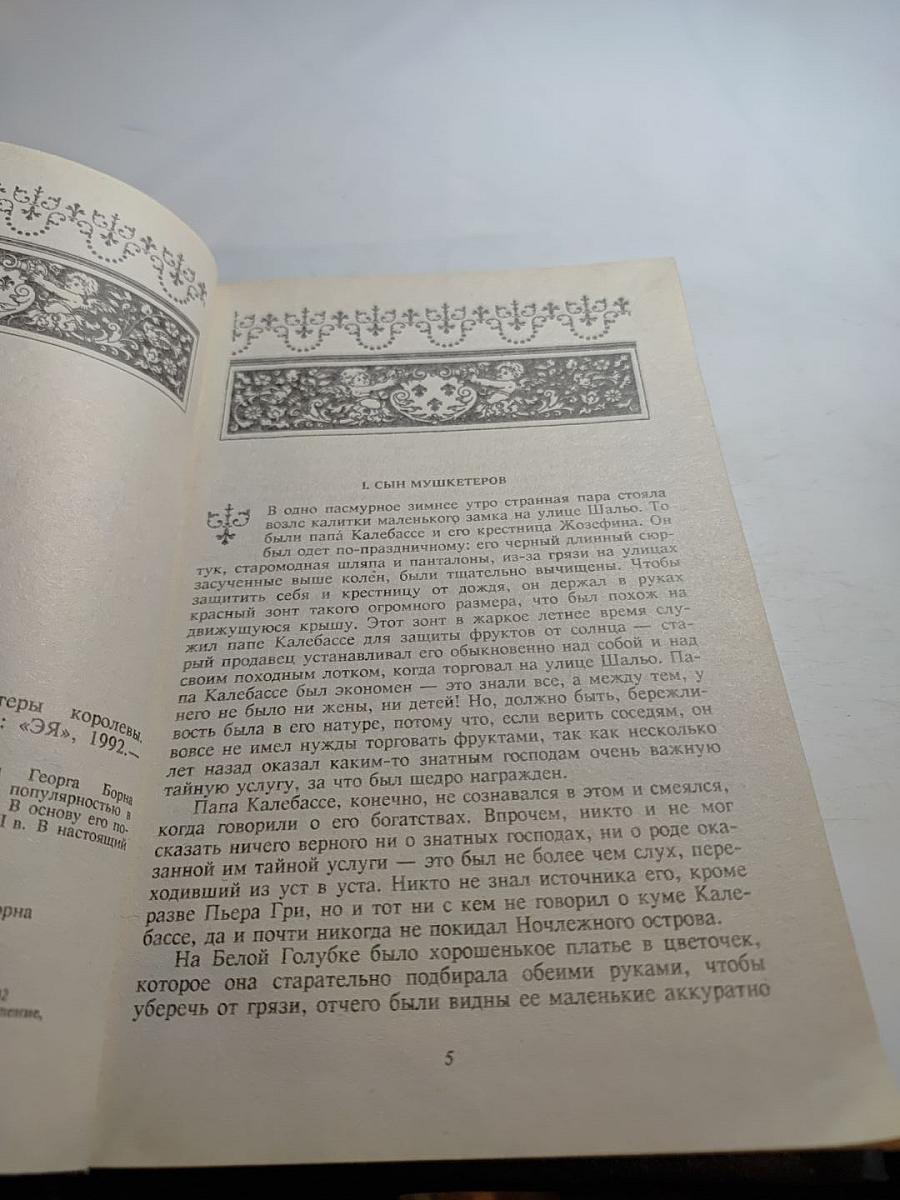 теры королевы.
: «ЭЯ», 1992.—
Георга Борна
популярностью в
В основу его по-
I в. В настоящий
орна
I. СЫН МУШКЕТЕРОВ
В одно пасмурное зимнее утро странная пара стояла
возле калитки маленького замка на улице Шальо. То
были папа́ Калебассе и его крестница Жозефина. Он
был одет по-праздничному: его черный длинный сюр-
тук, старомодная шляпа и панталоны, из-за грязи на улицах
засученные выше колен, были тщательно вычищены. Чтобы
защитить себя и крестницу от дождя, он держал в руках
красный зонт такого огромного размера, что был похож на
движущуюся крышу. Этот зонт в жаркое летнее время слу-
жил папе Калебассе для защиты фруктов от солнца — ста-
рый продавец устанавливал его обыкновенно над собой и над
своим походным лотком, когда торговал на улице Шальо. Па-
па Калебассе был экономен — это знали все, а между тем, у
него не было ни жены, ни детей! Но, должно быть, бережли-
вость была в его натуре, потому что, если верить соседям, он
вовсе не имел нужды торговать фруктами, так как несколько
лет назад оказал каким-то знатным господам очень важную
тайную услугу, за что был щедро награжден.
Папа Калебассе, конечно, не сознавался в этом и смеялся,
когда говорили о его богатствах. Впрочем, никто и не мог
сказать ничего верного ни о знатных господах, ни о роде ока-
занной им тайной услуги — это был не более чем слух, пере-
ходивший из уст в уста. Никто не знал источника его, кроме
разве Пьера Гри, но и тот ни с кем не говорил о куме Кале-
бассе, да и почти никогда не покидал Ночлежного острова.
На Белой Голубке было хорошенькое платье в цветочек,
которое она старательно подбирала обеими руками, чтобы
уберечь от грязи, отчего были видны ее маленькие аккуратно
5